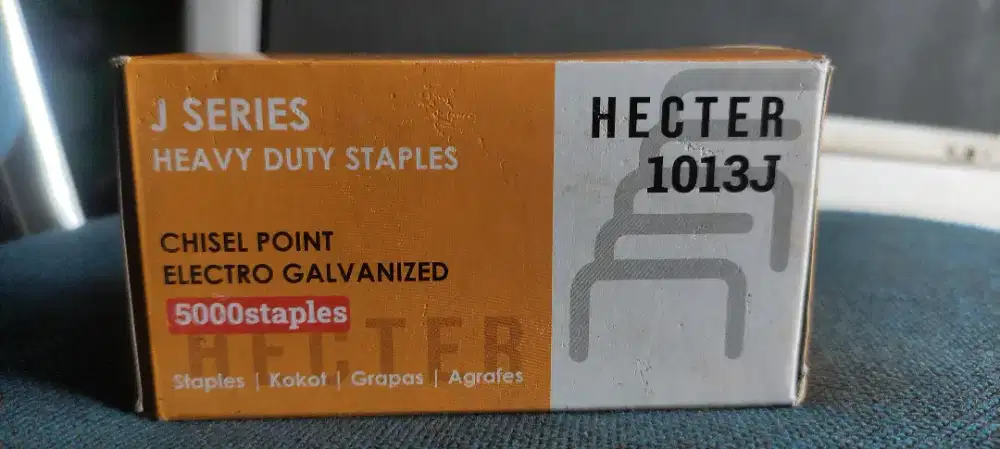 J SERIES
HEAVY DUTY STAPLES
CHISEL POINT
ELECTRO GALVANIZED
5000staples
HECTER
Staples | Kokot | Grapas | Agrafes
HECTER
1013J